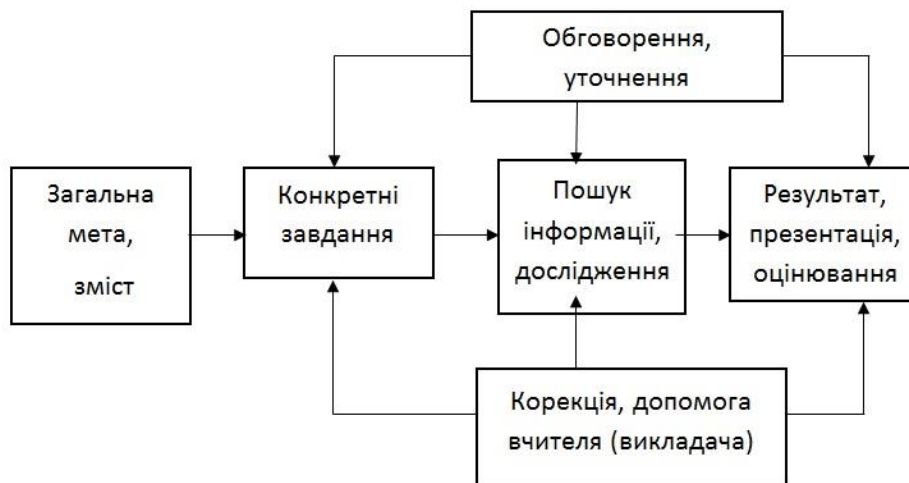 Обговорення,
уточнення
Загальна
мета,
зміст
Конкретні
завдання
Пошук
інформації,
дослідження
Результат,
презентація,
оцінювання
Корекція, допомога
вчителя (викладача)